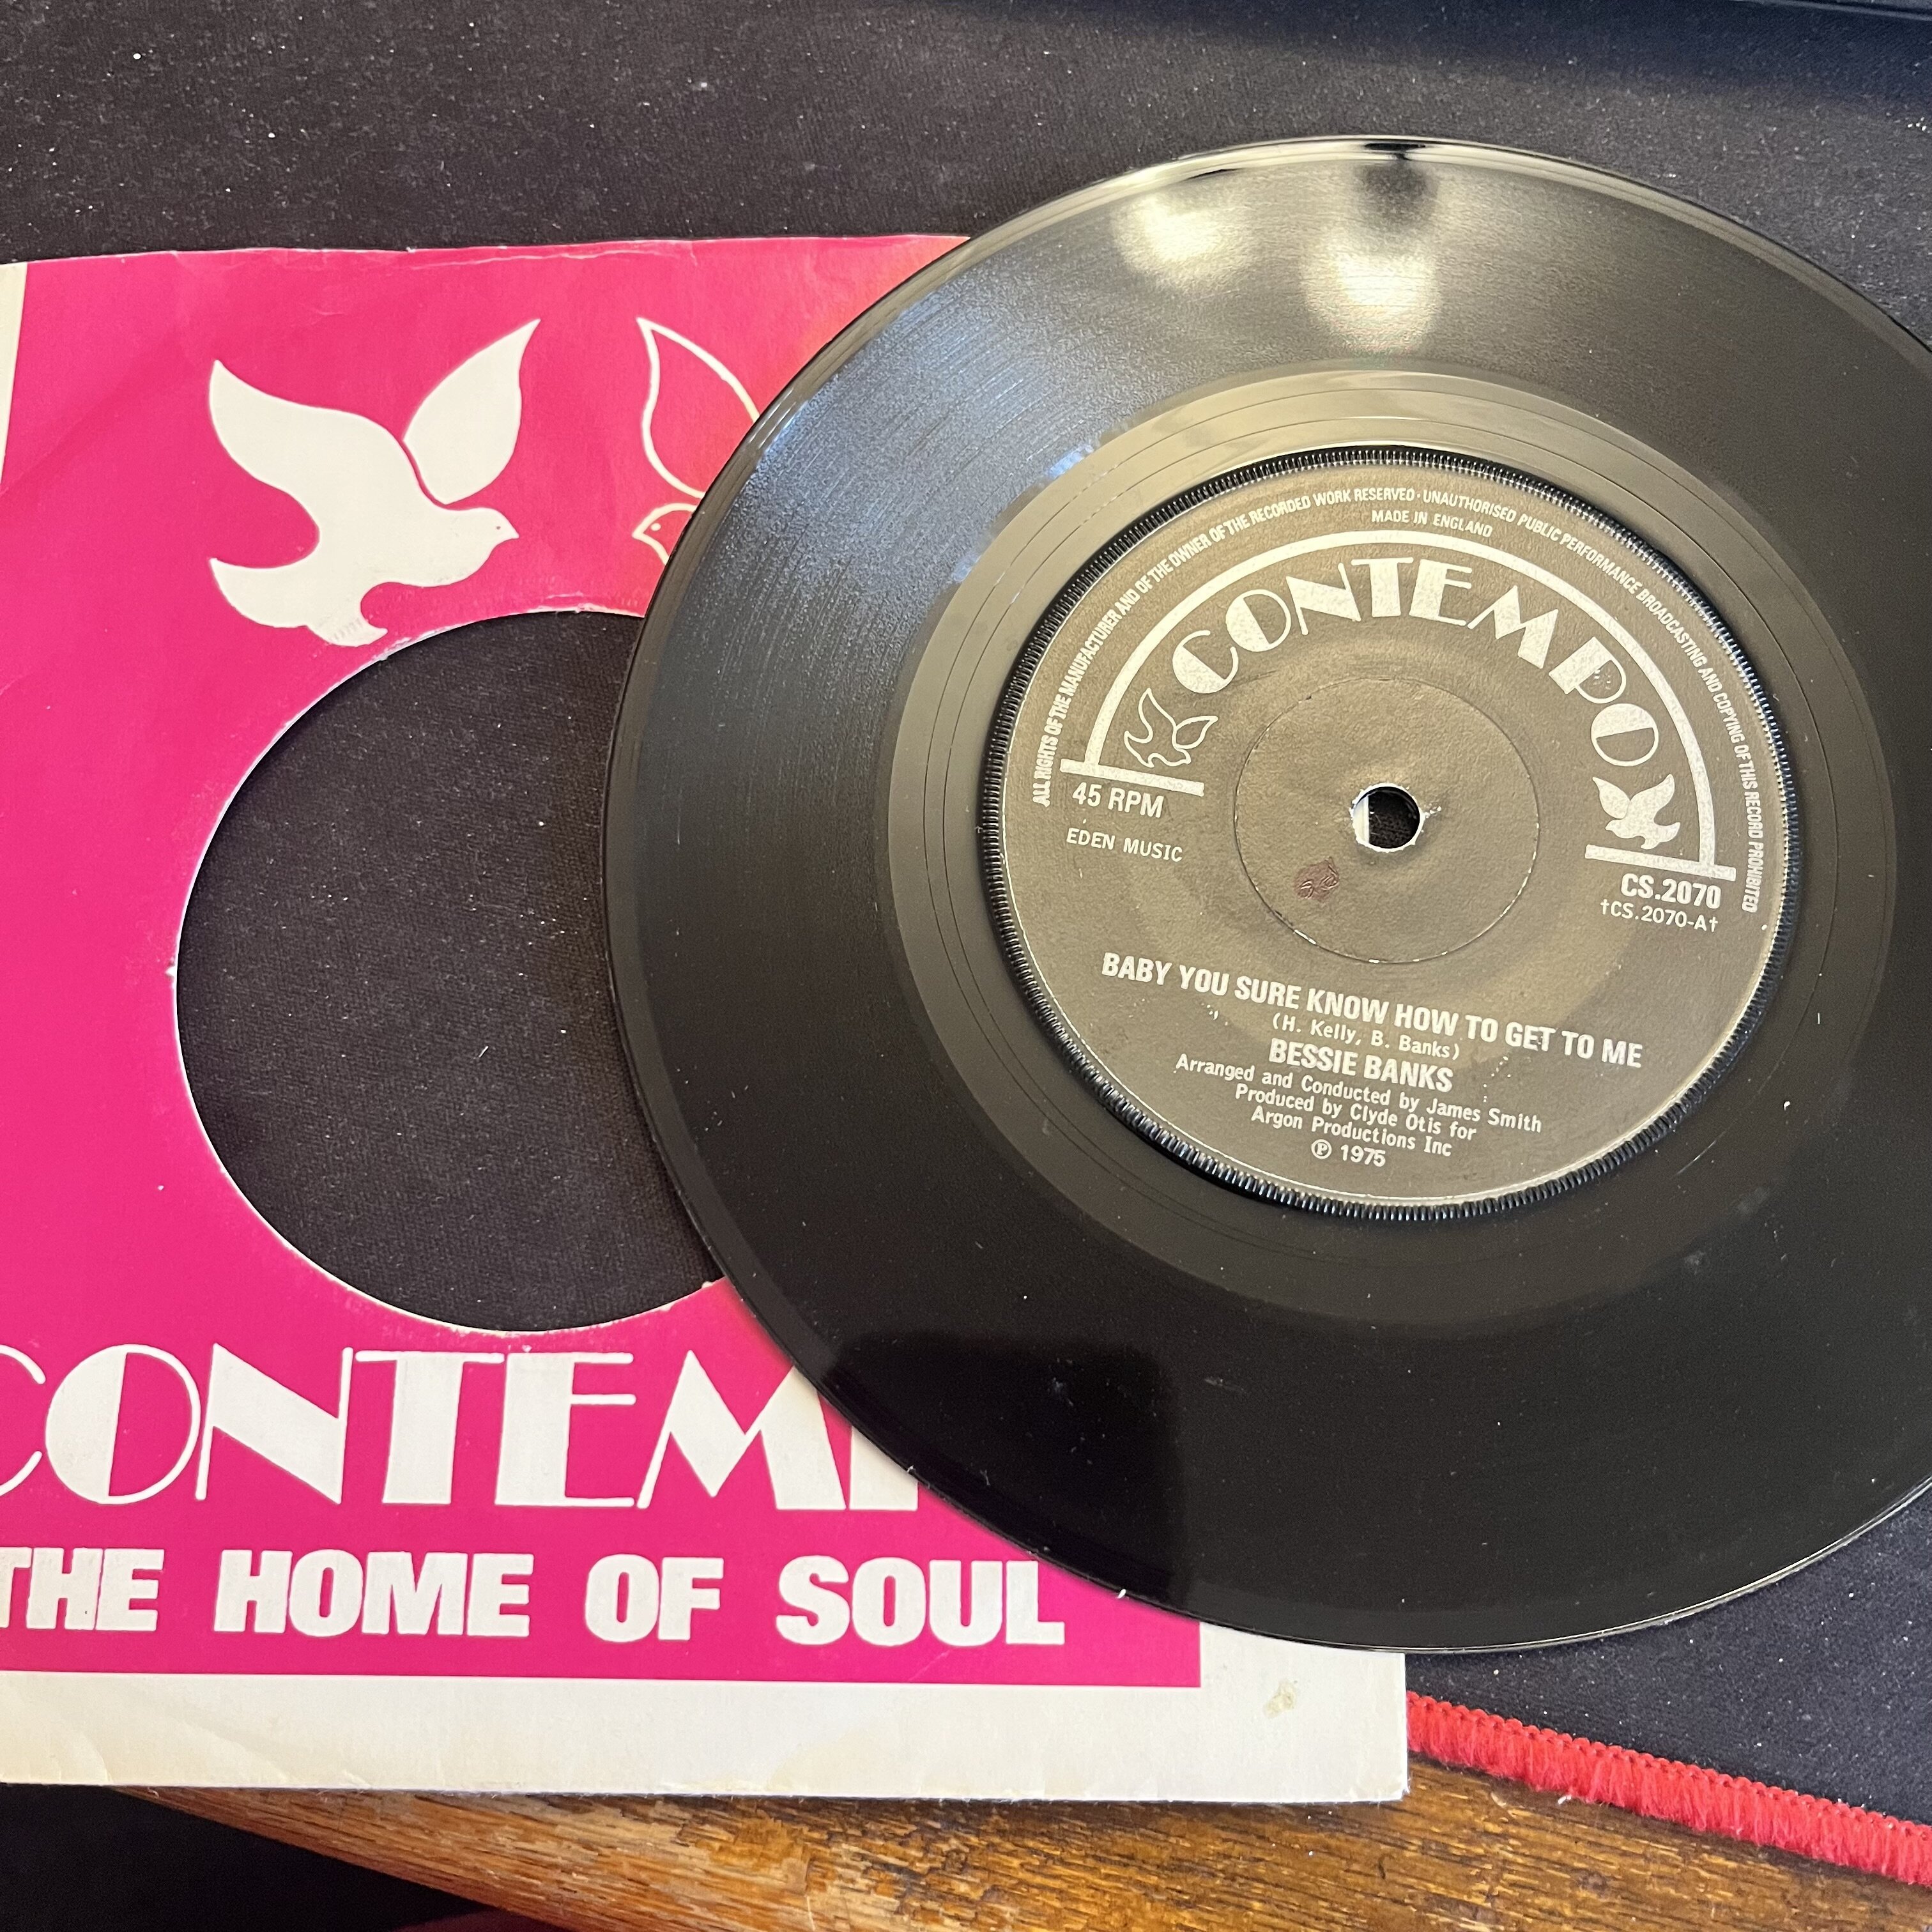 CONTEMP
THE HOME OF SOUL
ALL RIGHTS OF THE MANUFACTURER AND OF THE OWNER OF THE RECORDED WORK RESERVED · UNAUTHORISED PUBLIC PERFORMANCE BROADCASTING AND COPYING OF THIS RECORD PROHIBITED
MADE IN ENGLAND
CONTEMPO
45 RPM
EDEN MUSIC
CS.2070
†CS.2070-A†
BABY YOU SURE KNOW HOW TO GET TO ME
(H. Kelly, B. Banks)
BESSIE BANKS
Arranged and Conducted by James Smith
Produced by Clyde Otis for
Argon Productions Inc
℗ 1975